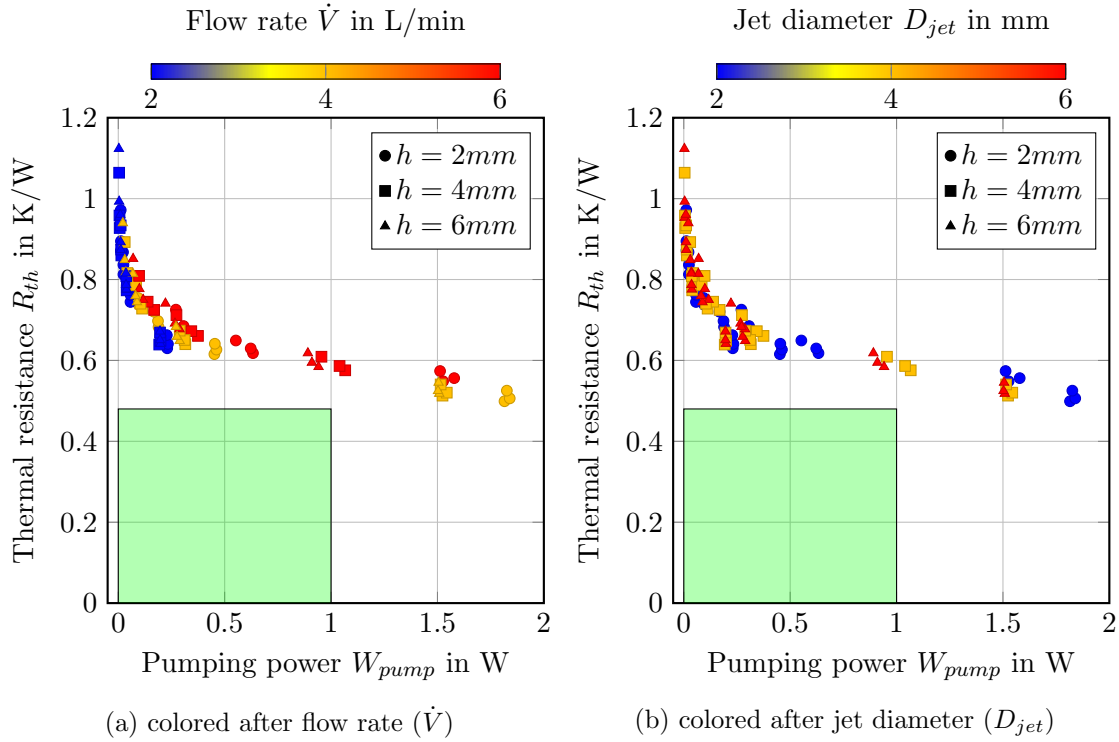 Flow rate V̇ in L/min
2 4 6
Thermal resistance R_th in K/W
1.2
1
0.8
0.6
0.4
0.2
0
h = 2mm
h = 4mm
h = 6mm
0 0.5 1 1.5 2
Pumping power W_pump in W
(a) colored after flow rate (V̇)
Jet diameter D_jet in mm
2 4 6
Thermal resistance R_th in K/W
1.2
1
0.8
0.6
0.4
0.2
0
h = 2mm
h = 4mm
h = 6mm
0 0.5 1 1.5 2
Pumping power W_pump in W
(b) colored after jet diameter (D_jet)